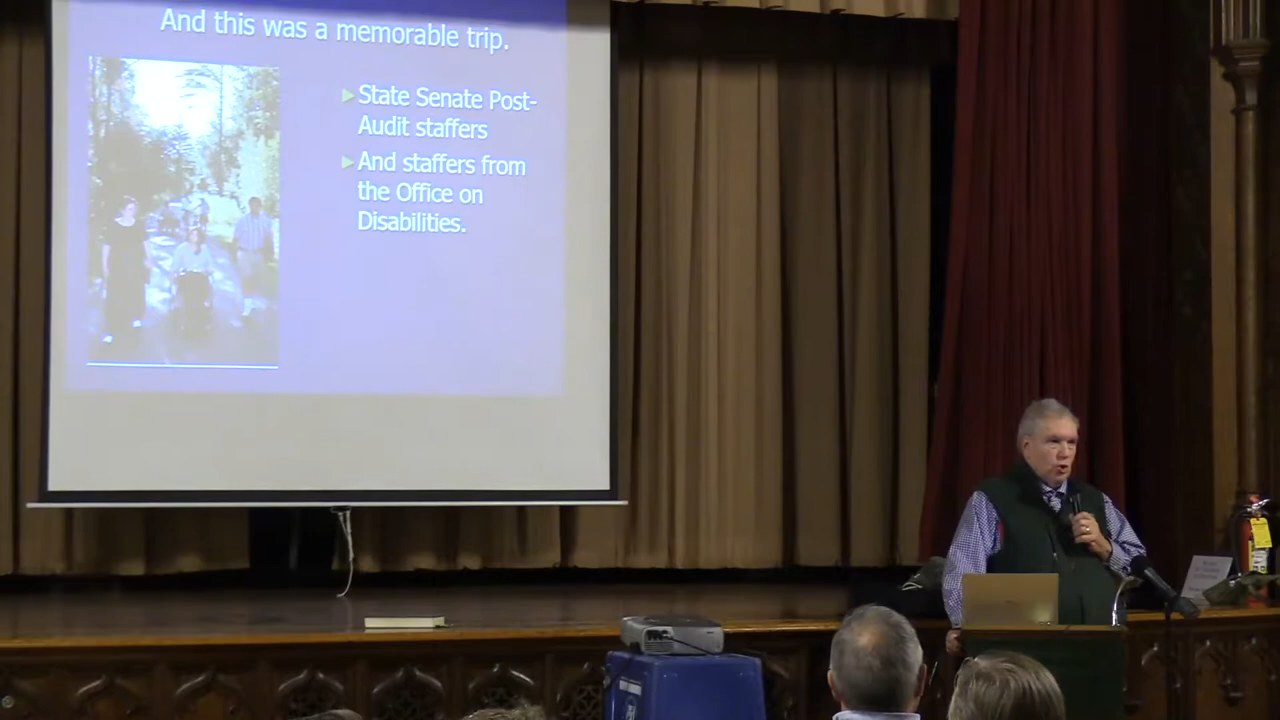 And this was a memorable trip.
State Senate Post-
Audit staffers
And staffers from
the Office on
Disabilities.